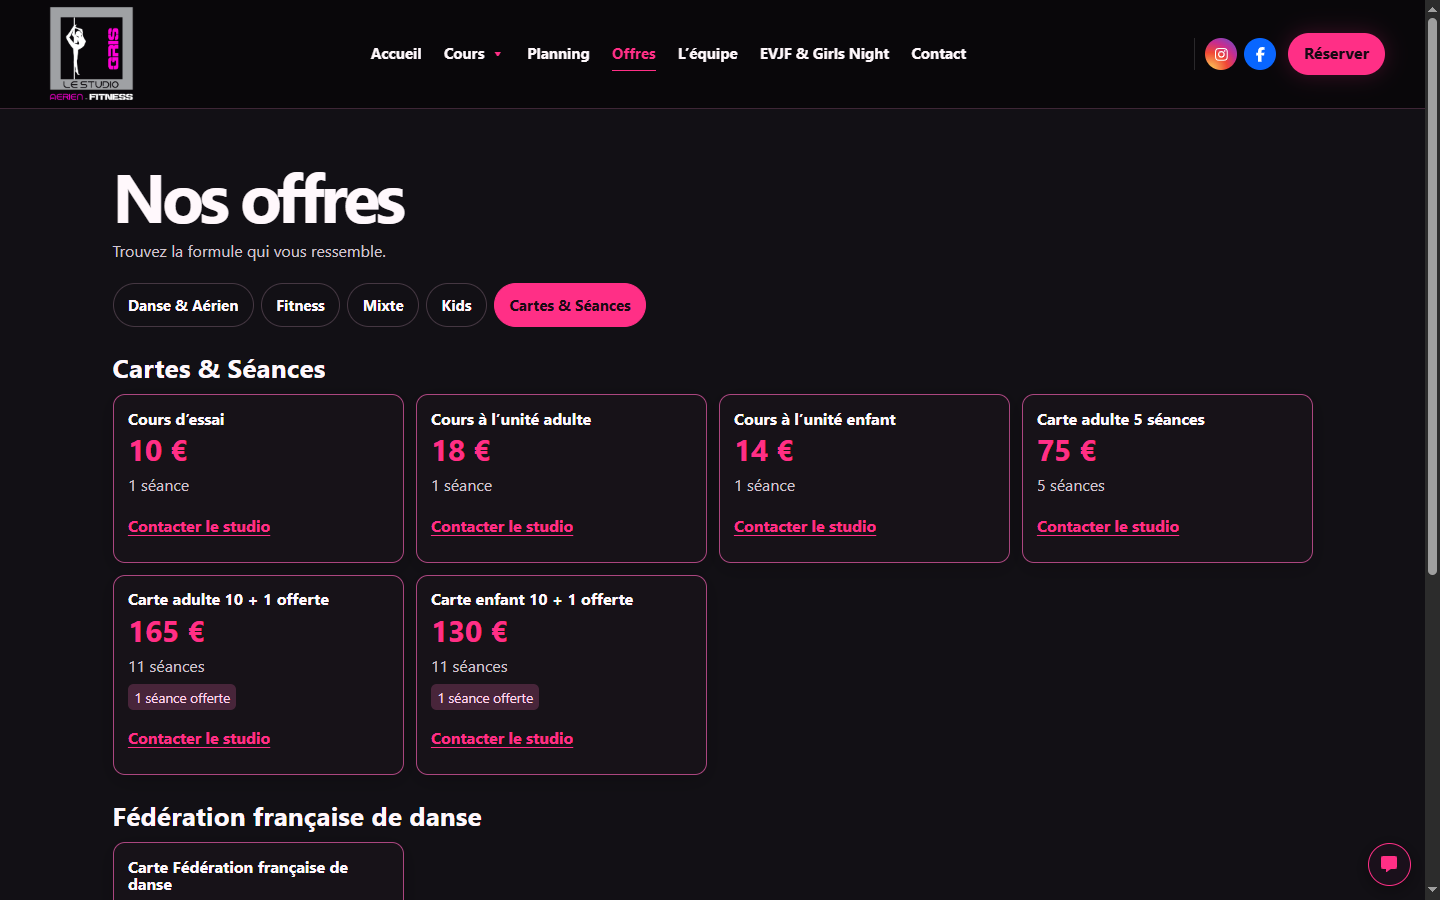 GRIS
LE STUDIO
AERIEN . FITNESS
Accueil
Cours
Planning
Offres
L'équipe
EVJF & Girls Night
Contact
Réserver
Nos offres
Trouvez la formule qui vous ressemble.
Danse & Aérien
Fitness
Mixte
Kids
Cartes & Séances
Cartes & Séances
Cours d'essai
10 €
1 séance
Contacter le studio
Cours à l'unité adulte
18 €
1 séance
Contacter le studio
Cours à l'unité enfant
14 €
1 séance
Contacter le studio
Carte adulte 5 séances
75 €
5 séances
Contacter le studio
Carte adulte 10 + 1 offerte
165 €
11 séances
1 séance offerte
Contacter le studio
Carte enfant 10 + 1 offerte
130 €
11 séances
1 séance offerte
Contacter le studio
Fédération française de danse
Carte Fédération française de
danse